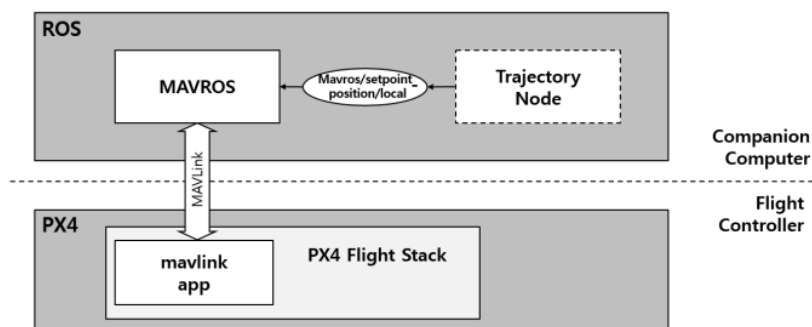 ROS
MAVROS
Mavros/setpoint_
position/local
Trajectory
Node
Companion
Computer
MAVLink
Flight
Controller
PX4
PX4 Flight Stack
mavlink
app